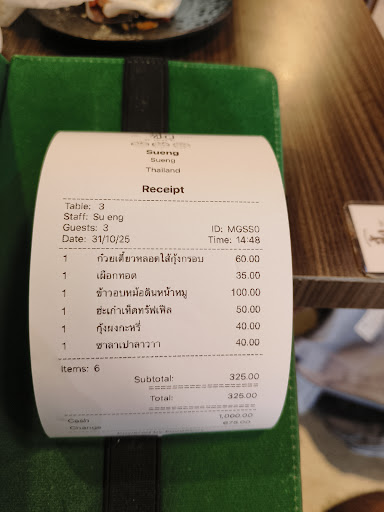 Sueng
Sueng
Thailand
Receipt
Table: 3
Staff: Su eng
Guests: 3 ID: MGSS0
Date: 31/10/25 Time: 14:48
1 ก๋วยเตี๋ยวหลอดไส้กุ้งกรอบ 60.00
1 เผือกทอด 35.00
1 ข้าวอบหม้อดินหน้าหมู 100.00
1 ฮะเก๋าเห็ดทรัฟเฟิล 50.00
1 กุ้งผงกะหรี่ 40.00
1 ซาลาเปาลาวา 40.00
Items: 6
Subtotal: 325.00
Total: 325.00
Cash 1,000.00
Change 675.00